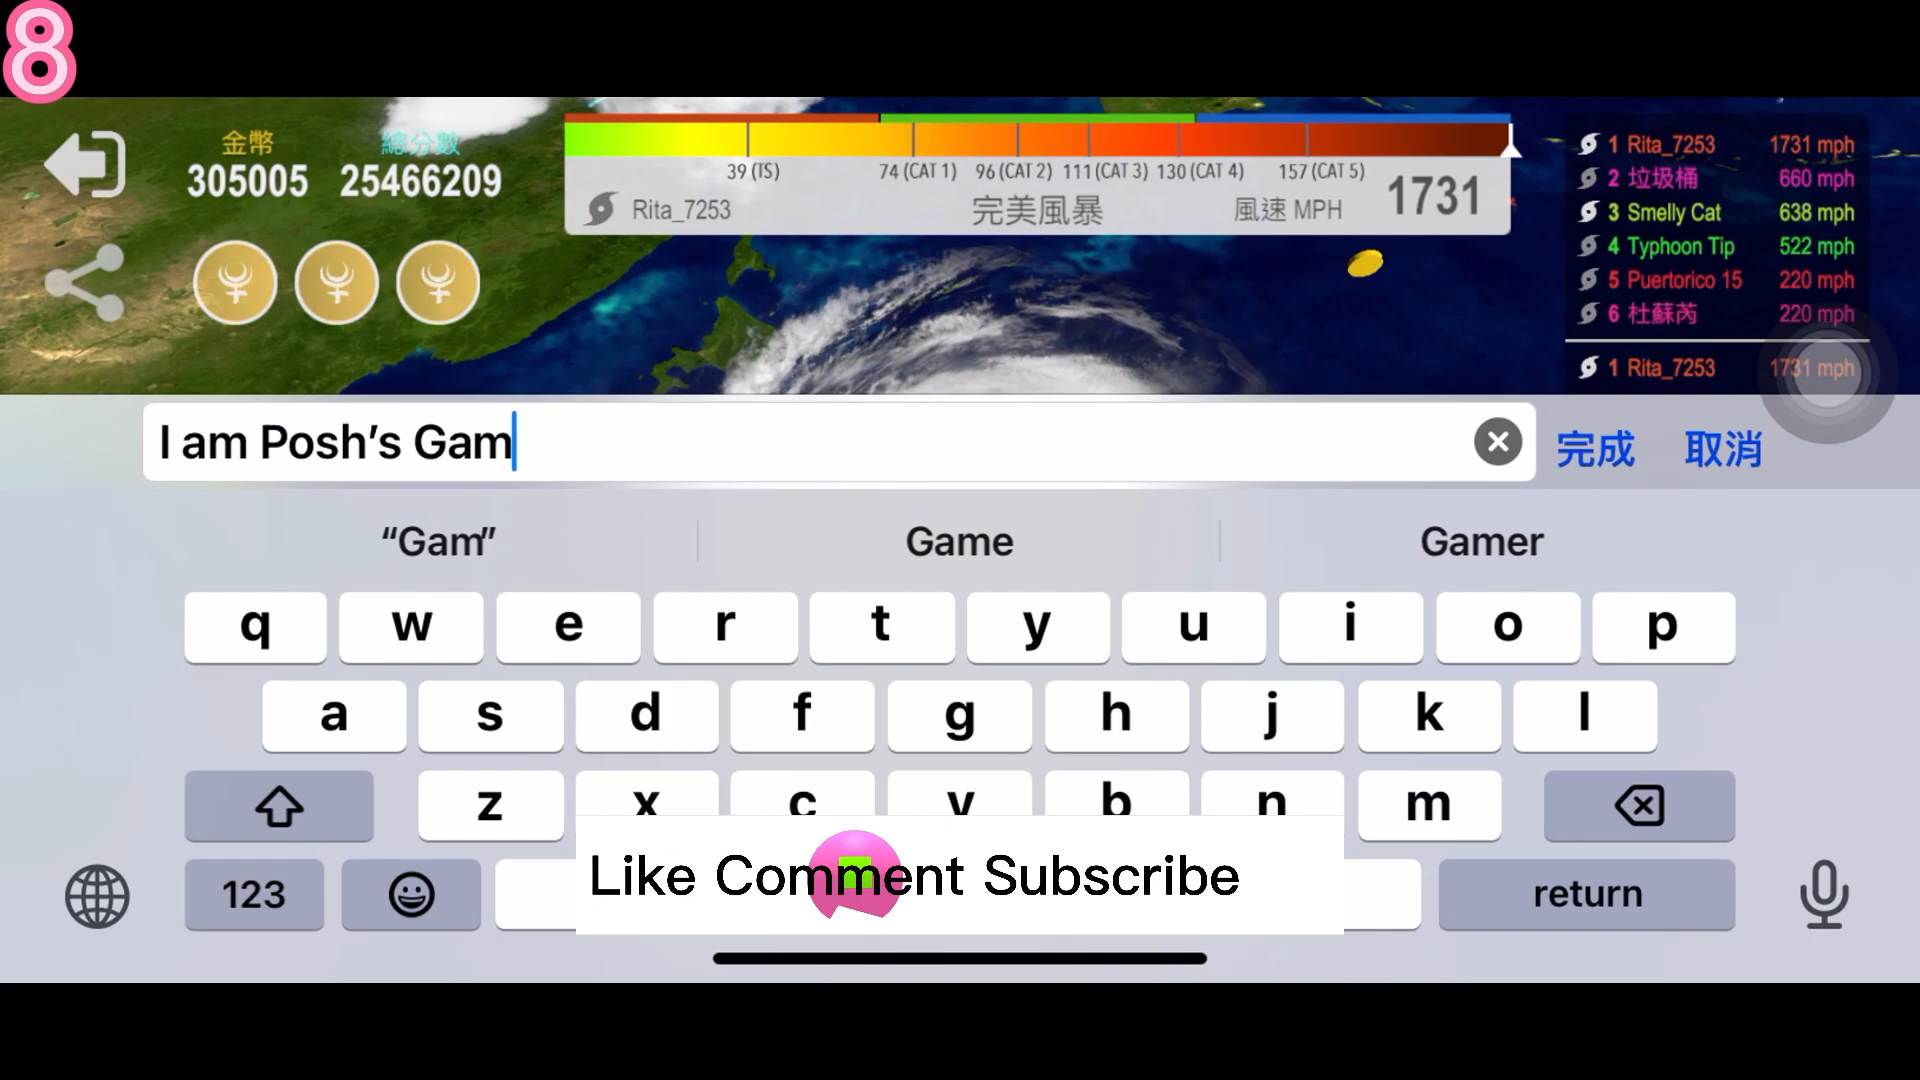 8
金幣 總分數
305005 25466209
39 (TS) 74 (CAT 1) 96 (CAT 2) 111 (CAT 3) 130 (CAT 4) 157 (CAT 5)
Rita_7253 完美風暴 風速 MPH 1731
1 Rita_7253 1731 mph
2 垃圾桶 660 mph
3 Smelly Cat 638 mph
4 Typhoon Tip 522 mph
5 Puertorico 15 220 mph
6 杜蘇芮 220 mph
1 Rita_7253 1731 mph
I am Posh’s Gam 完成 取消
“Gam” Game Gamer
q w e r t y u i o p
a s d f g h j k l
z x c v b n m
123 return
Like Comment Subscribe